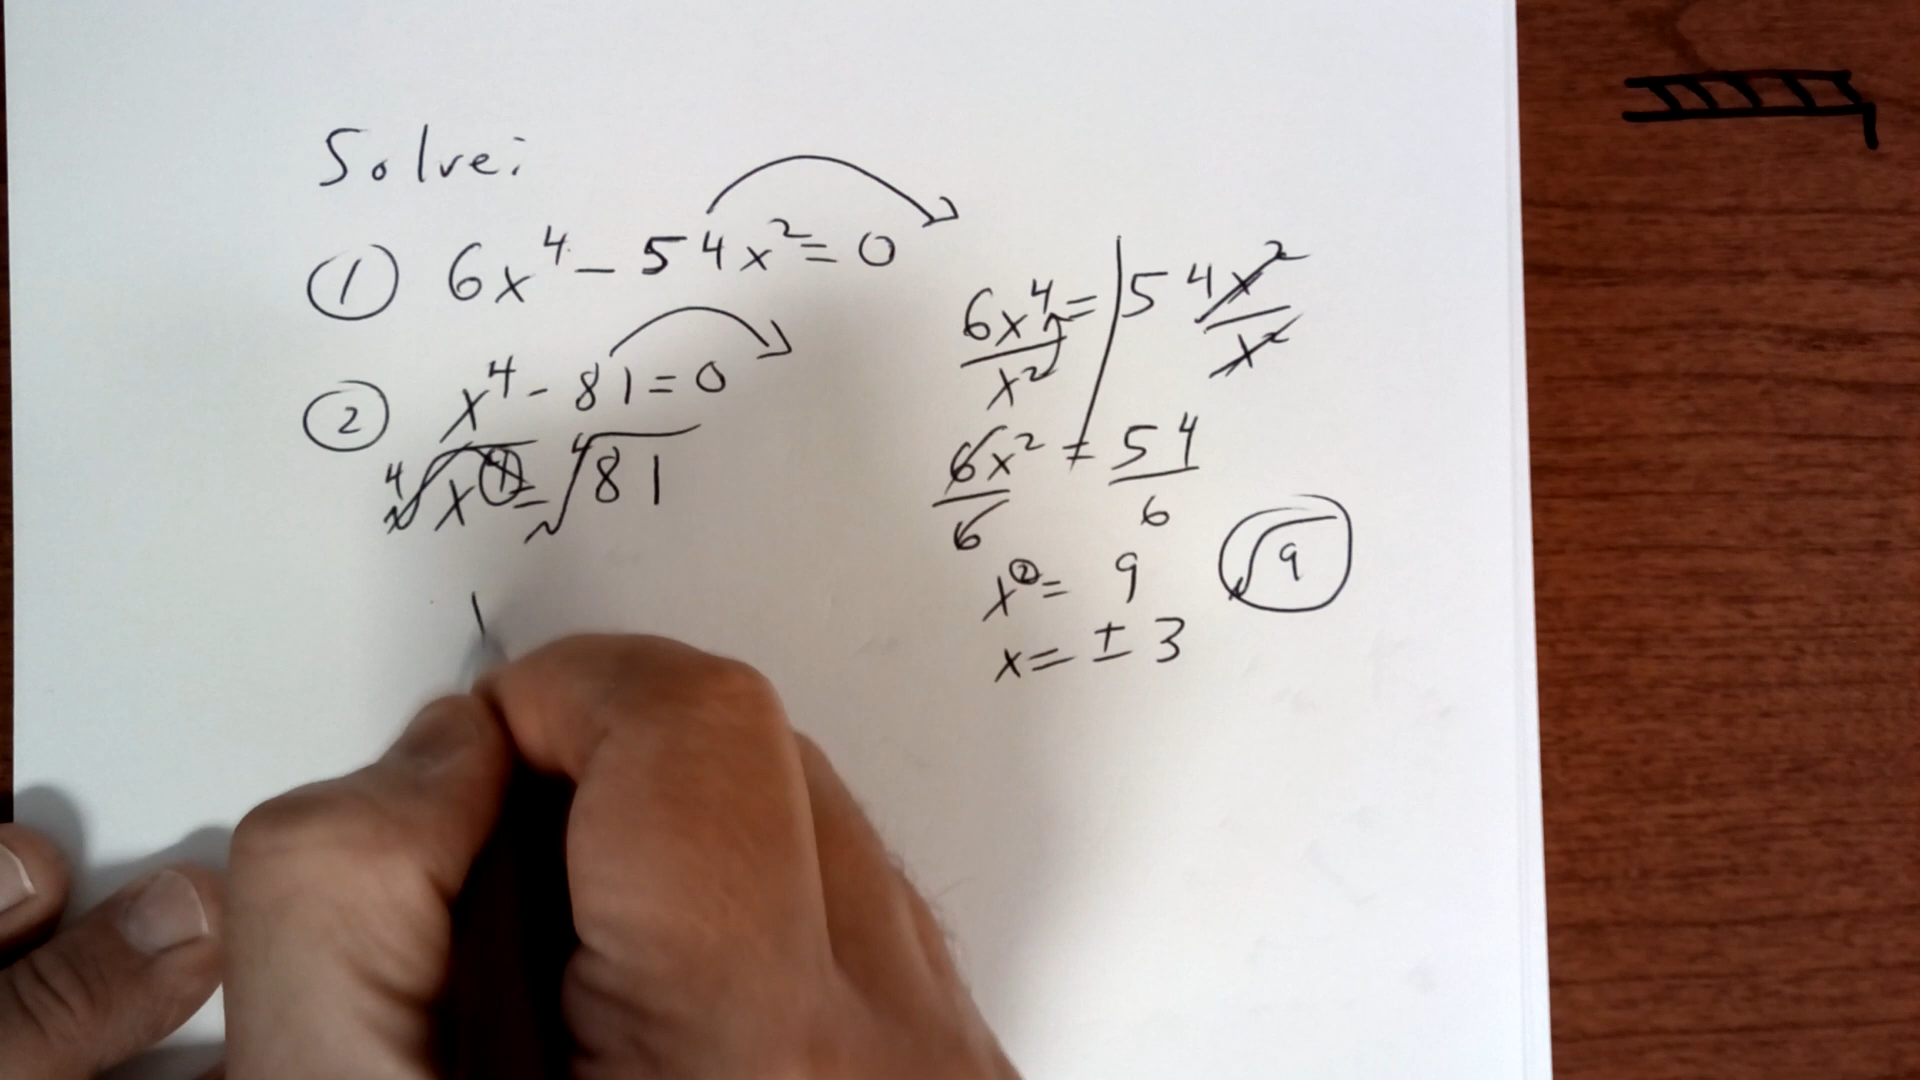 Solve:
① 6x⁴ - 54x² = 0
6x⁴/x² = 54x²/x²
6x²/6 = 54/6
x² = 9 √9
x = ± 3
② x⁴ - 81 = 0
⁴√x⁴ = ⁴√81